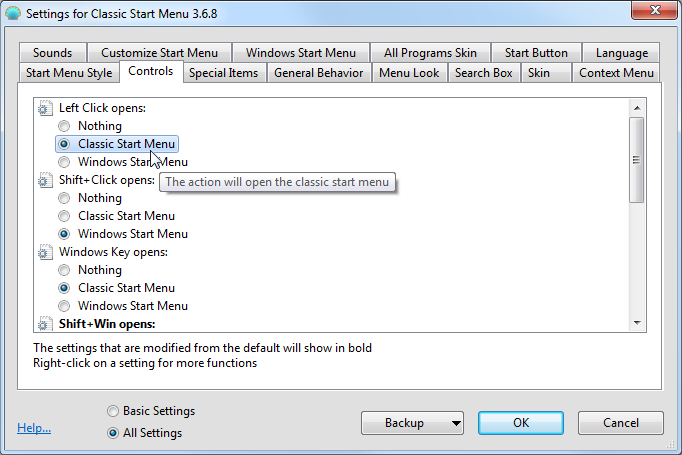 Settings for Classic Start Menu 3.6.8
Sounds
Customize Start Menu
Windows Start Menu
All Programs Skin
Start Button
Language
Start Menu Style
Controls
Special Items
General Behavior
Menu Look
Search Box
Skin
Context Menu
Left Click opens:
Nothing
Classic Start Menu
Windows Start Menu
The action will open the classic start menu
Shift+Click opens:
Nothing
Classic Start Menu
Windows Start Menu
Windows Key opens:
Nothing
Classic Start Menu
Windows Start Menu
Shift+Win opens:
The settings that are modified from the default will show in bold
Right-click on a setting for more functions
Help...
Basic Settings
All Settings
Backup
OK
Cancel